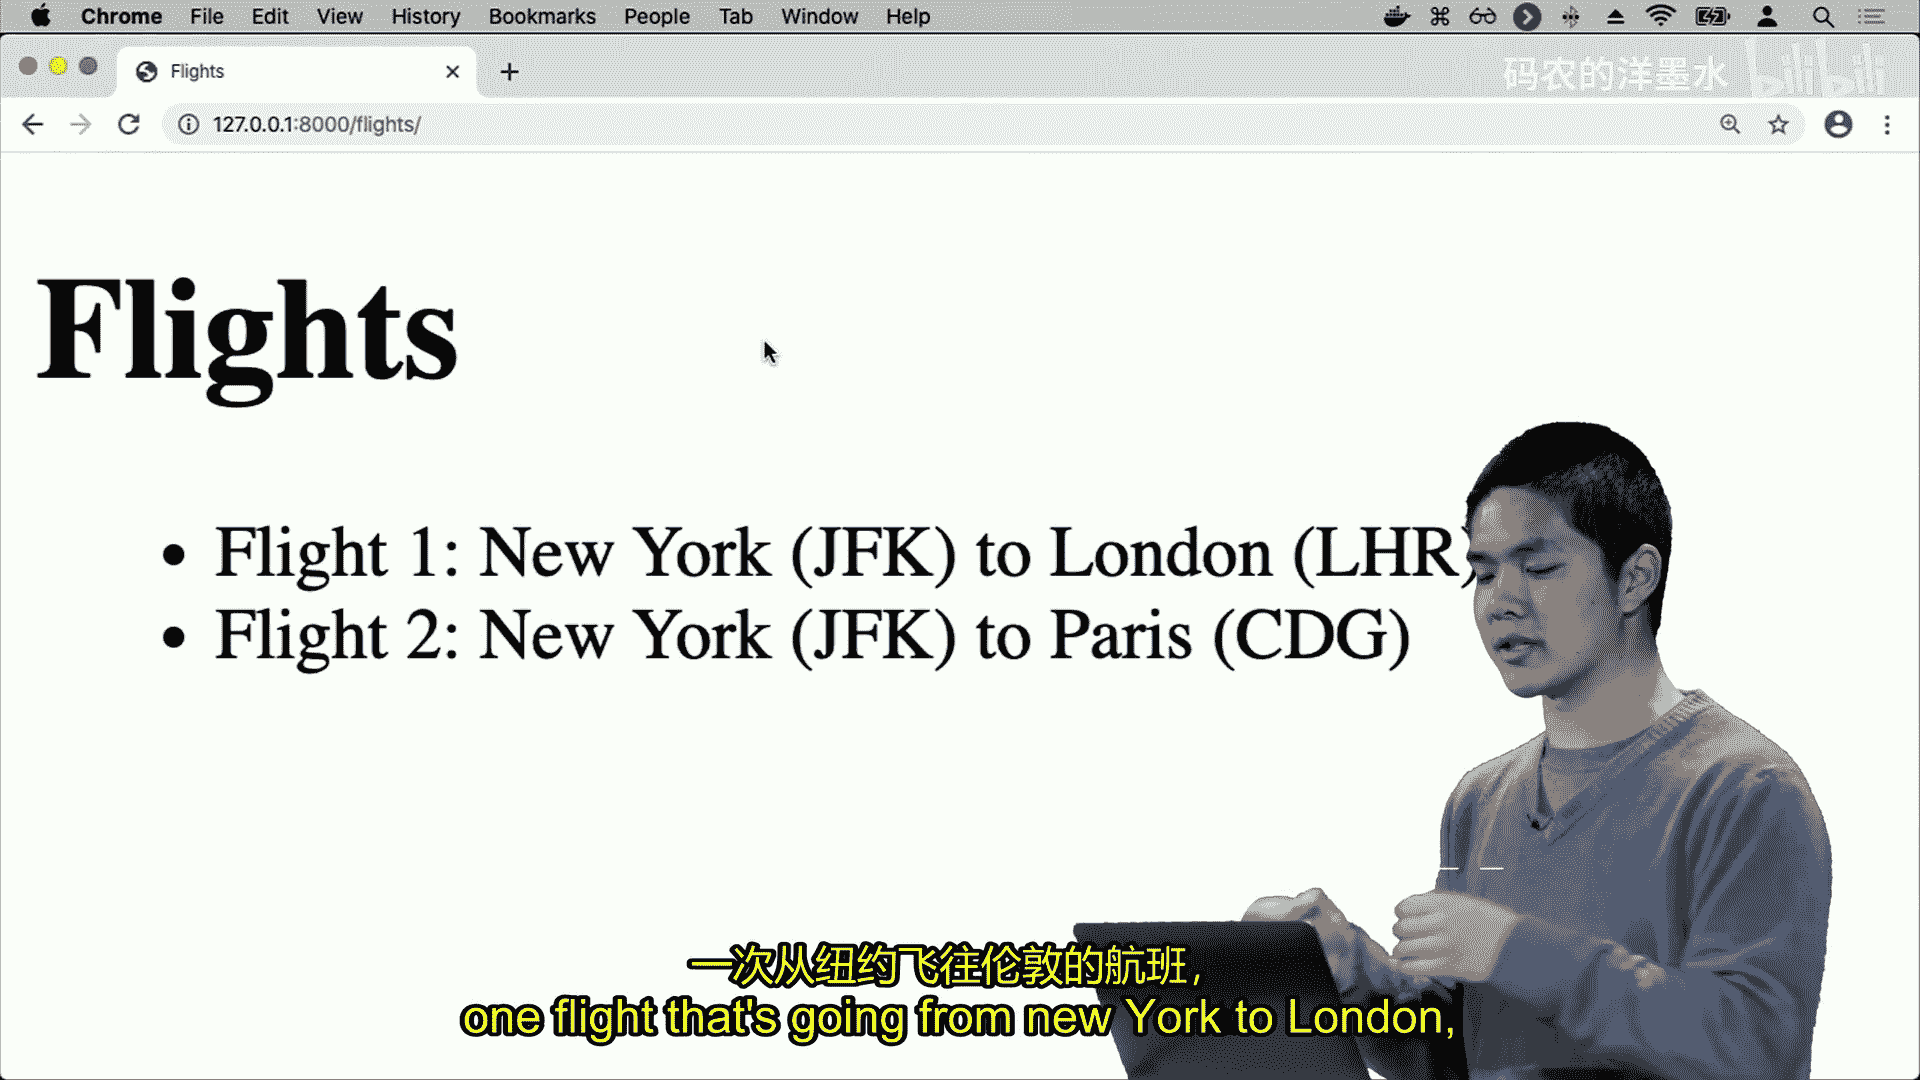 Chrome File Edit View History Bookmarks People Tab Window Help
Flights
码农的洋墨水 bilibili
127.0.0.1:8000/flights/
Flights
• Flight 1: New York (JFK) to London (LHR)
• Flight 2: New York (JFK) to Paris (CDG)
一次从纽约飞往伦敦的航班，
one flight that's going from new York to London,